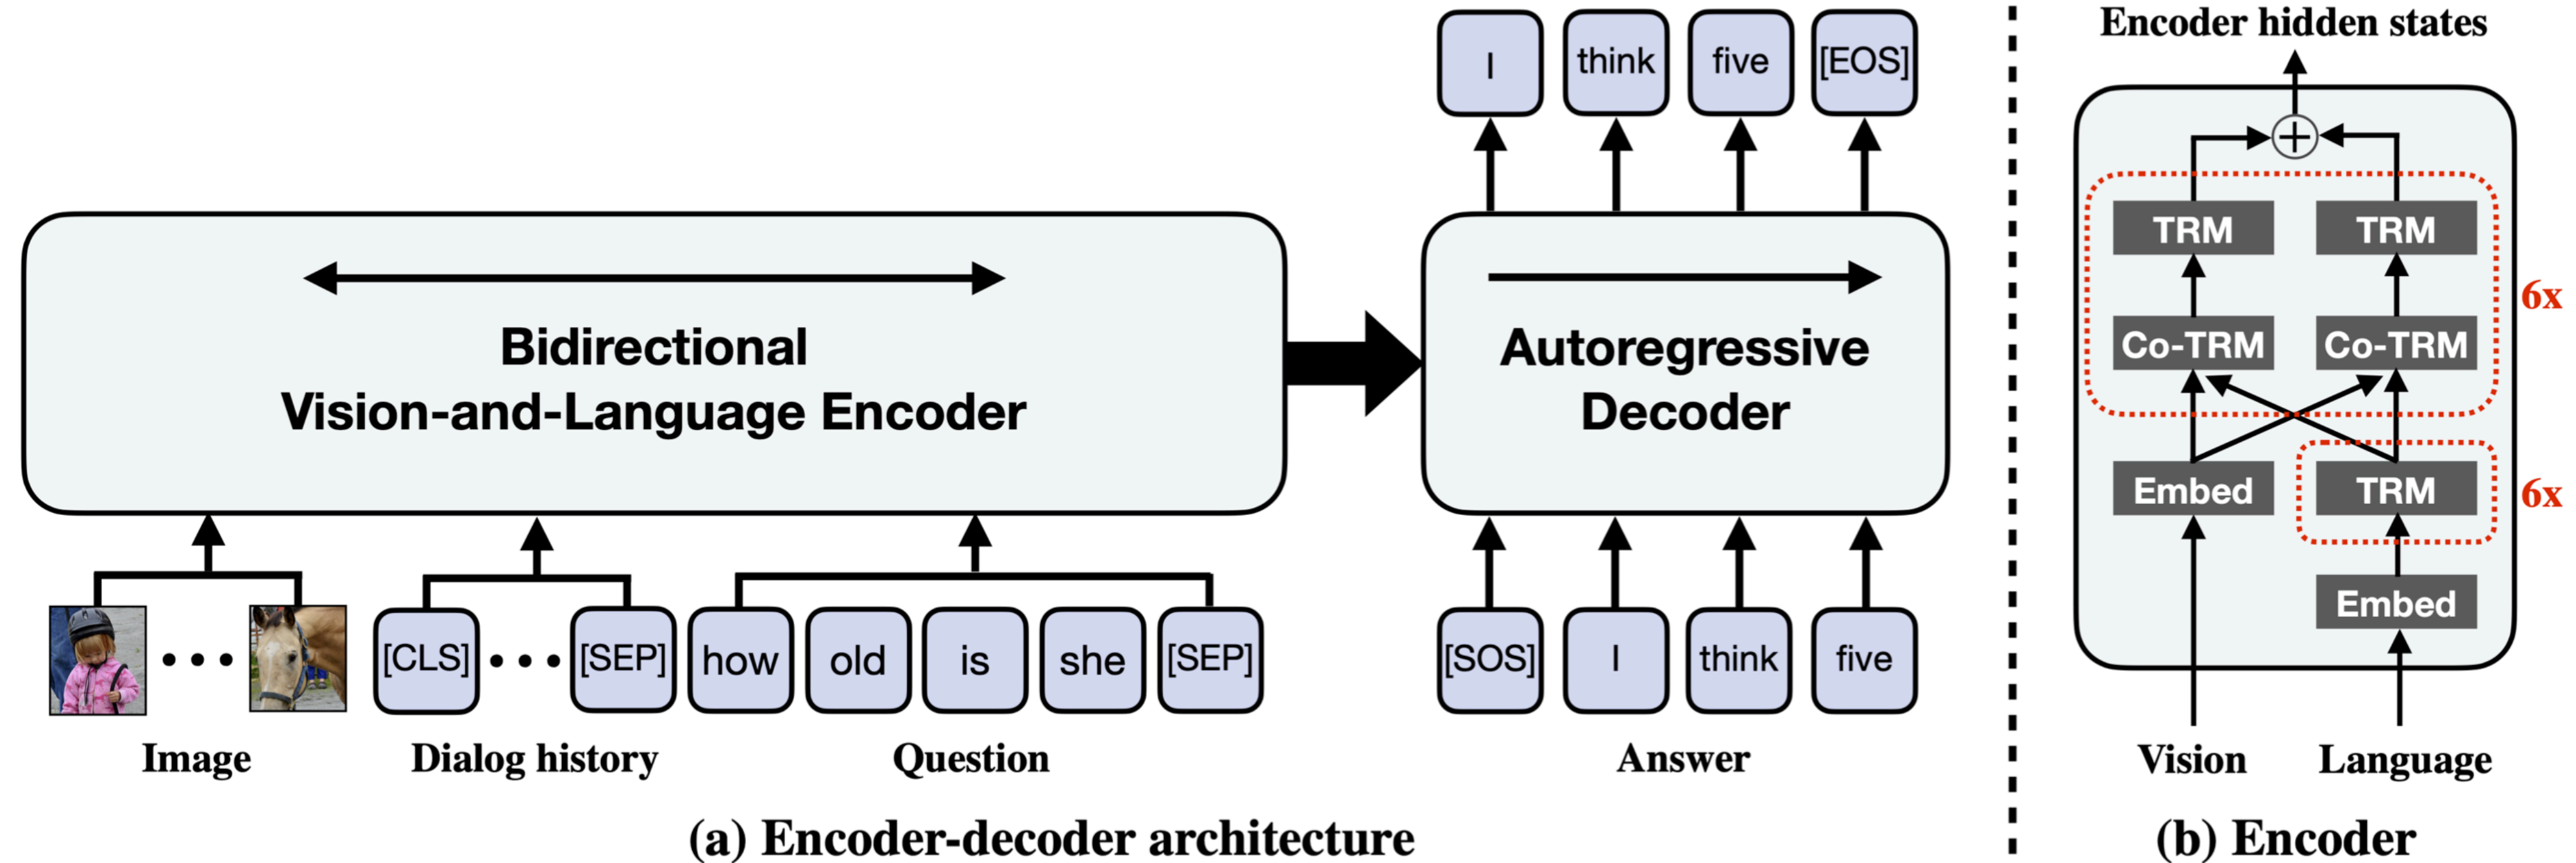 I think five [EOS]
Bidirectional
Vision-and-Language Encoder
Autoregressive
Decoder
[CLS] [SEP] how old is she [SEP]
[SOS] I think five
Image Dialog history Question Answer
(a) Encoder-decoder architecture
Encoder hidden states
TRM TRM
6x
Co-TRM Co-TRM
Embed TRM 6x
Embed
Vision Language
(b) Encoder